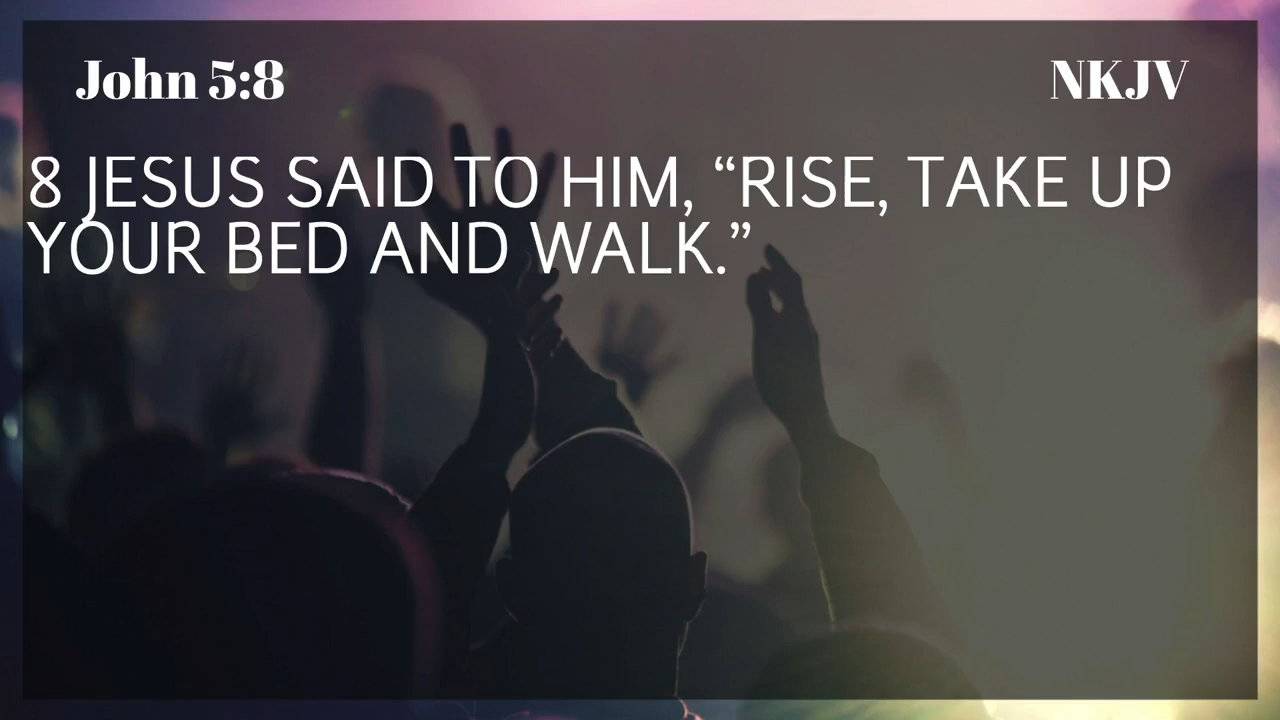 John 5:8
NKJV
8 JESUS SAID TO HIM, “RISE, TAKE UP
YOUR BED AND WALK.”